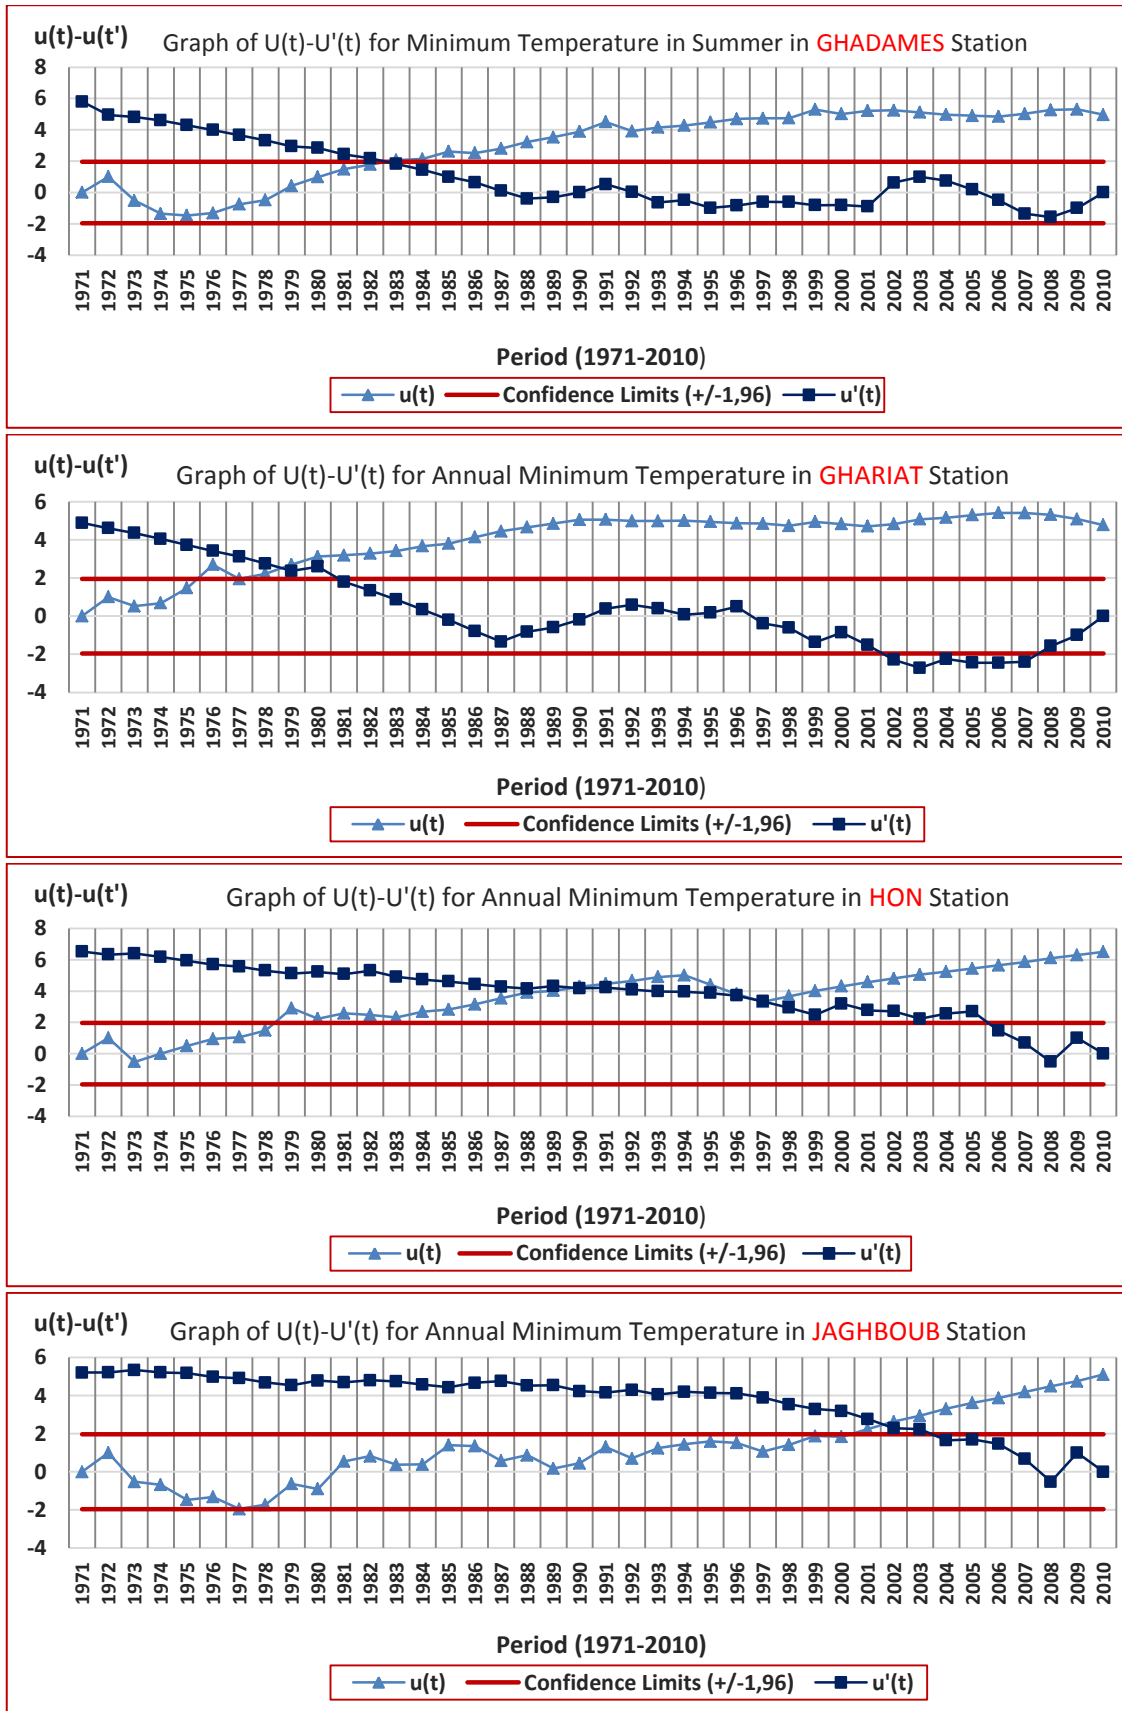 u(t)-u(t')
Graph of U(t)-U'(t) for Minimum Temperature in Summer in GHADAMES Station
8
6
4
2
0
-2
-4
1971 1972 1973 1974 1975 1976 1977 1978 1979 1980 1981 1982 1983 1984 1985 1986 1987 1988 1989 1990 1991 1992 1993 1994 1995 1996 1997 1998 1999 2000 2001 2002 2003 2004 2005 2006 2007 2008 2009 2010
Period (1971-2010)
u(t) Confidence Limits (+/-1,96) u'(t)
u(t)-u(t')
Graph of U(t)-U'(t) for Annual Minimum Temperature in GHARIAT Station
6
4
2
0
-2
-4
1971 1972 1973 1974 1975 1976 1977 1978 1979 1980 1981 1982 1983 1984 1985 1986 1987 1988 1989 1990 1991 1992 1993 1994 1995 1996 1997 1998 1999 2000 2001 2002 2003 2004 2005 2006 2007 2008 2009 2010
Period (1971-2010)
u(t) Confidence Limits (+/-1,96) u'(t)
u(t)-u(t')
Graph of U(t)-U'(t) for Annual Minimum Temperature in HON Station
8
6
4
2
0
-2
-4
1971 1972 1973 1974 1975 1976 1977 1978 1979 1980 1981 1982 1983 1984 1985 1986 1987 1988 1989 1990 1991 1992 1993 1994 1995 1996 1997 1998 1999 2000 2001 2002 2003 2004 2005 2006 2007 2008 2009 2010
Period (1971-2010)
u(t) Confidence Limits (+/-1,96) u'(t)
u(t)-u(t')
Graph of U(t)-U'(t) for Annual Minimum Temperature in JAGHBOUB Station
6
4
2
0
-2
-4
1971 1972 1973 1974 1975 1976 1977 1978 1979 1980 1981 1982 1983 1984 1985 1986 1987 1988 1989 1990 1991 1992 1993 1994 1995 1996 1997 1998 1999 2000 2001 2002 2003 2004 2005 2006 2007 2008 2009 2010
Period (1971-2010)
u(t) Confidence Limits (+/-1,96) u'(t)